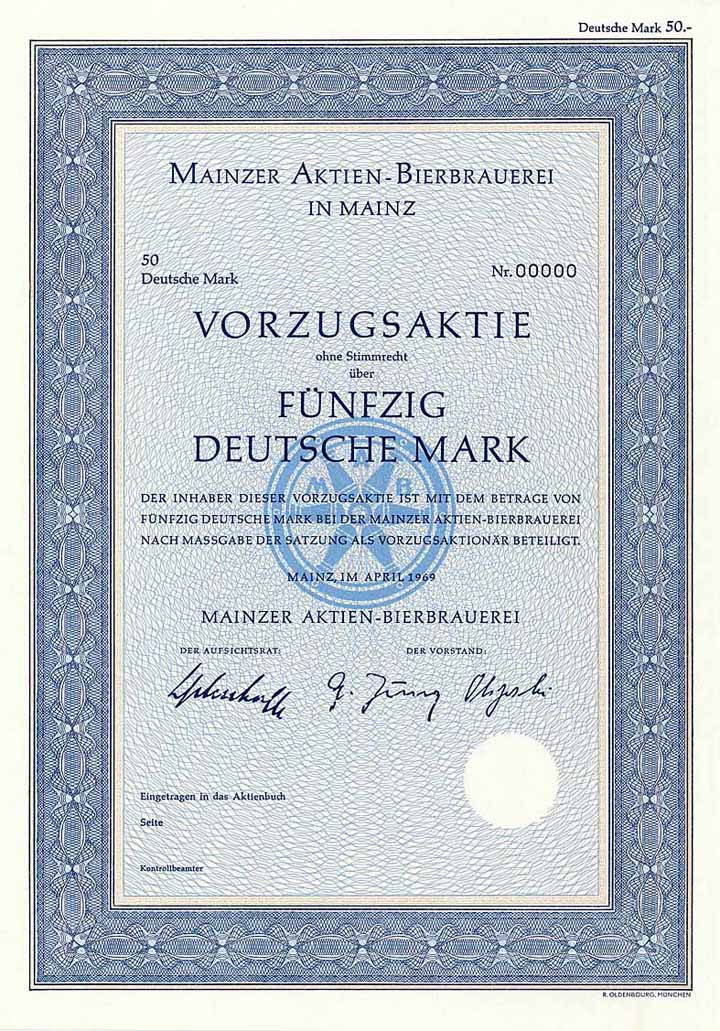 Deutsche Mark 50.-
MAINZER AKTIEN-BIERBRAUEREI
IN MAINZ
50
Deutsche Mark
Nr. 00000
VORZUGSAKTIE
ohne Stimmrecht
über
FÜNFZIG
DEUTSCHE MARK
M A B
DER INHABER DIESER VORZUGSAKTIE IST MIT DEM BETRAGE VON
FÜNFZIG DEUTSCHE MARK BEI DER MAINZER AKTIEN-BIERBRAUEREI
NACH MASSGABE DER SATZUNG ALS VORZUGSAKTIONÄR BETEILIGT.
MAINZ, IM APRIL 1969
MAINZER AKTIEN-BIERBRAUEREI
DER AUFSICHTSRAT:
DER VORSTAND:
G. Jung
Eingetragen in das Aktienbuch
Seite
Kontrollbeamter
R. OLDENBOURG, MÜNCHEN